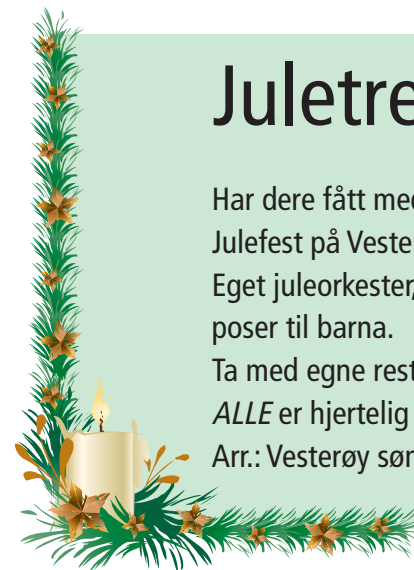 Juletre
Har dere fått med
Julefest på Veste
Eget juleorkester,
poser til barna.
Ta med egne rest
ALLE er hjertelig
Arr.: Vesterøy søn